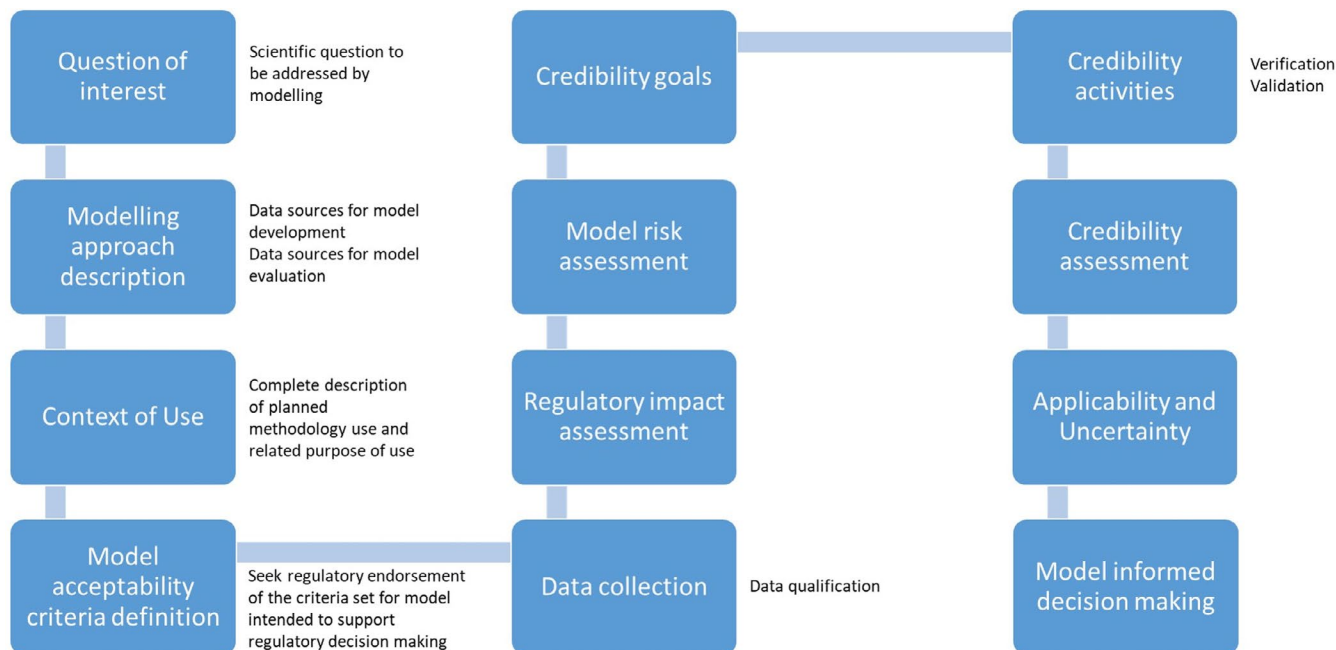 Question of
interest
Scientific question to
be addressed by
modelling
Modelling
approach
description
Data sources for model
development
Data sources for model
evaluation
Context of Use
Complete description
of planned
methodology use and
related purpose of use
Model
acceptability
criteria definition
Seek regulatory endorsement
of the criteria set for model
intended to support
regulatory decision making
Data collection
Data qualification
Regulatory impact
assessment
Model risk
assessment
Credibility goals
Credibility
activities
Verification
Validation
Credibility
assessment
Applicability and
Uncertainty
Model informed
decision making